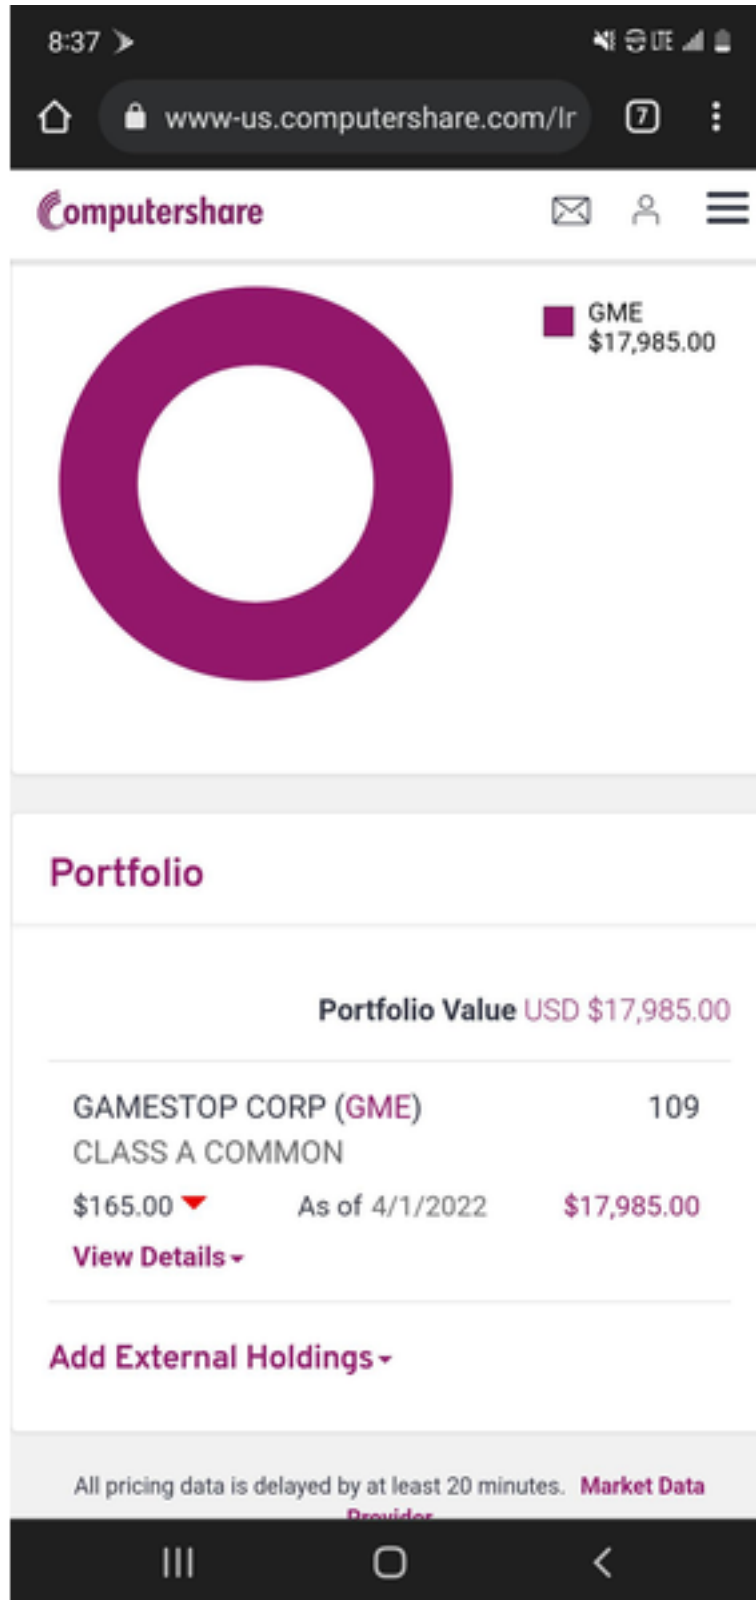 8:37
LTE
www-us.computershare.com/Ir
7
Computershare
GME
$17,985.00
Portfolio
Portfolio Value USD $17,985.00
GAMESTOP CORP (GME) 109
CLASS A COMMON
$165.00 As of 4/1/2022 $17,985.00
View Details
Add External Holdings
All pricing data is delayed by at least 20 minutes. Market Data
Provider